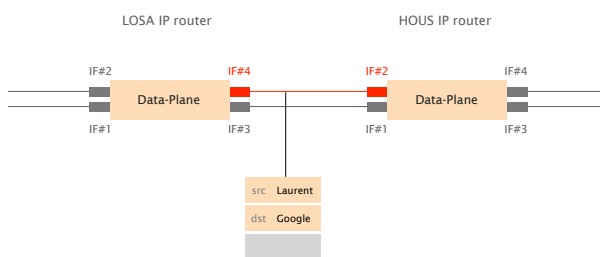 LOSA IP router
HOUS IP router
IF#2
IF#4
IF#2
IF#4
Data-Plane
Data-Plane
IF#1
IF#3
IF#1
IF#3
src Laurent
dst Google